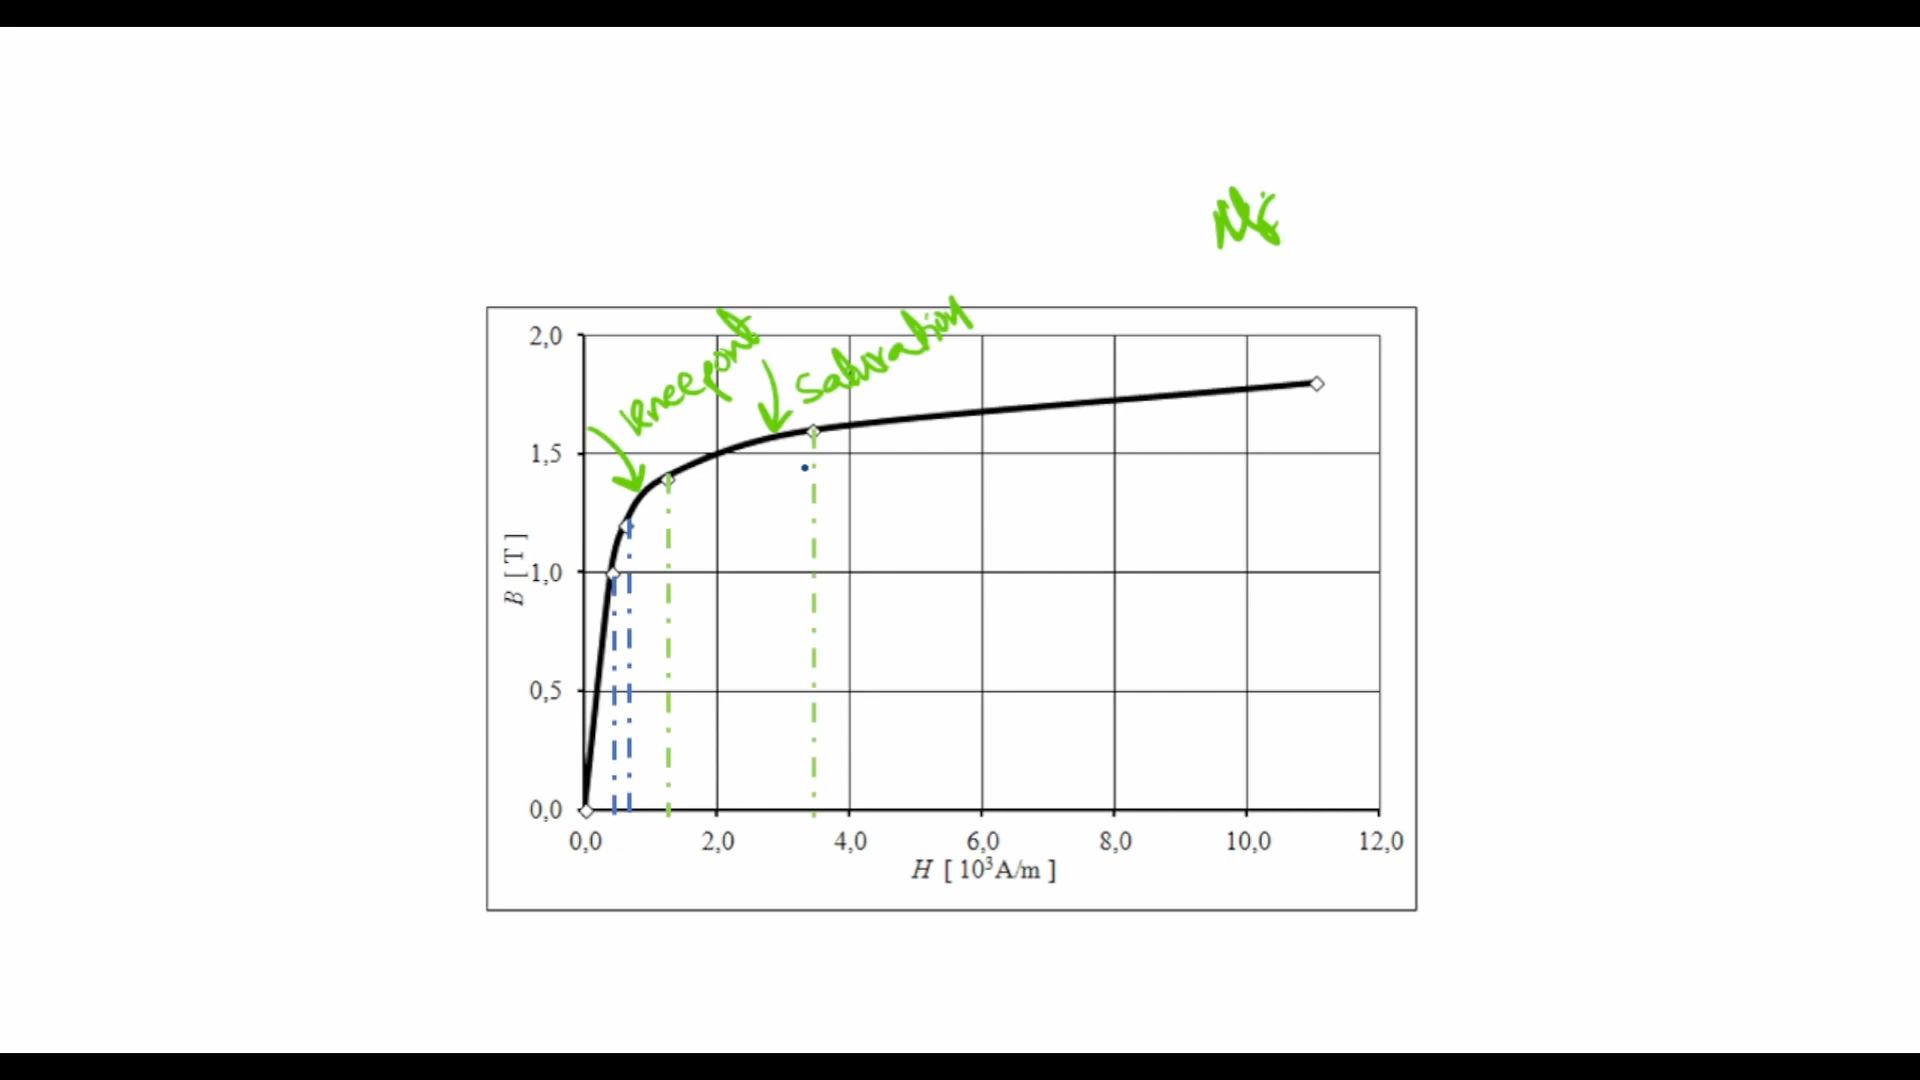 Kneepoint
Saturation
2,0
1,5
1,0
0,5
0,0
B [ T ]
0,0 2,0 4,0 6,0 8,0 10,0 12,0
H [ 10³A/m ]